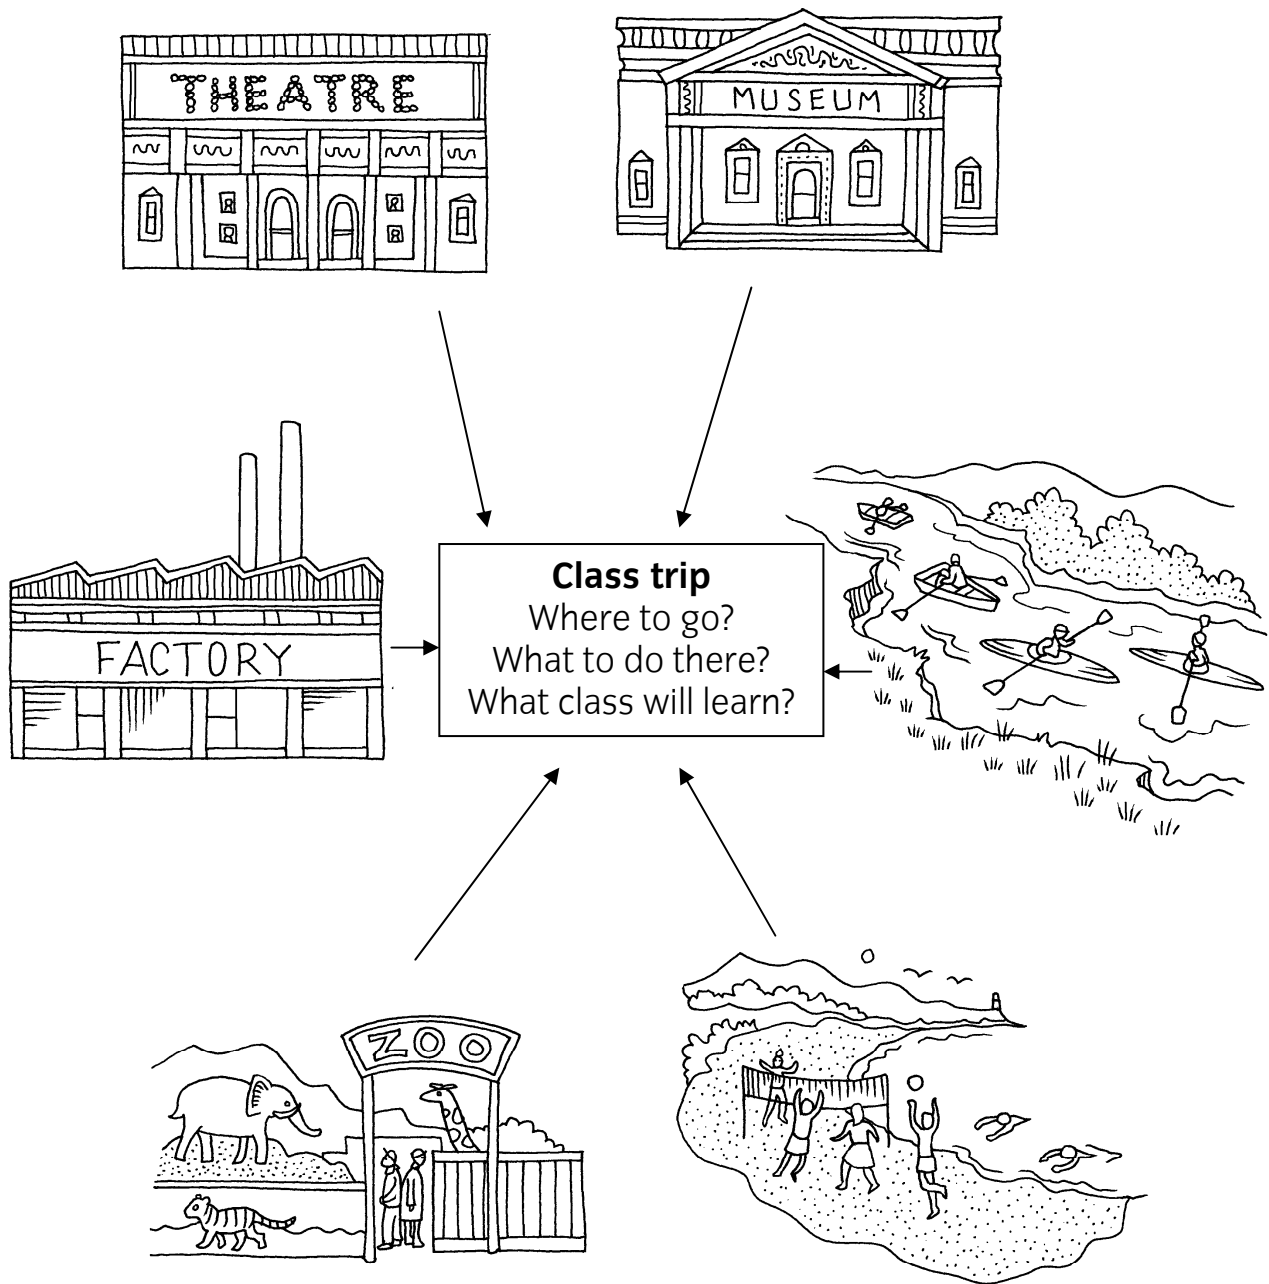 THEATRE
MUSEUM
FACTORY
Class trip
Where to go?
What to do there?
What class will learn?
ZOO